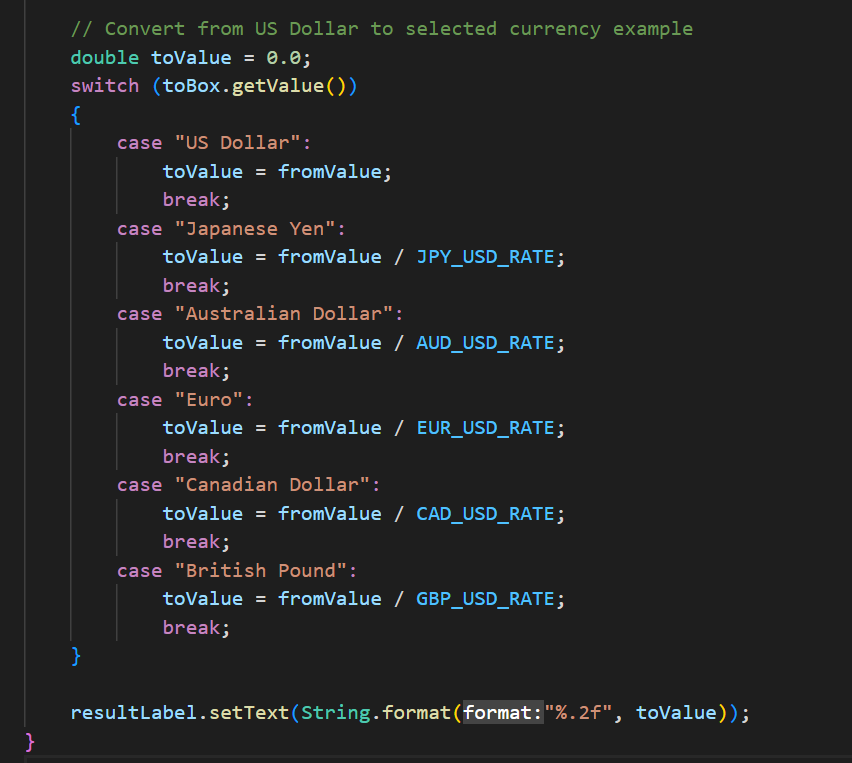 // Convert from US Dollar to selected currency example
double toValue = 0.0;
switch (toBox.getValue())
{
case "US Dollar":
toValue = fromValue;
break;
case "Japanese Yen":
toValue = fromValue / JPY_USD_RATE;
break;
case "Australian Dollar":
toValue = fromValue / AUD_USD_RATE;
break;
case "Euro":
toValue = fromValue / EUR_USD_RATE;
break;
case "Canadian Dollar":
toValue = fromValue / CAD_USD_RATE;
break;
case "British Pound":
toValue = fromValue / GBP_USD_RATE;
break;
}
resultLabel.setText(String.format(format:"%.2f", toValue));
}